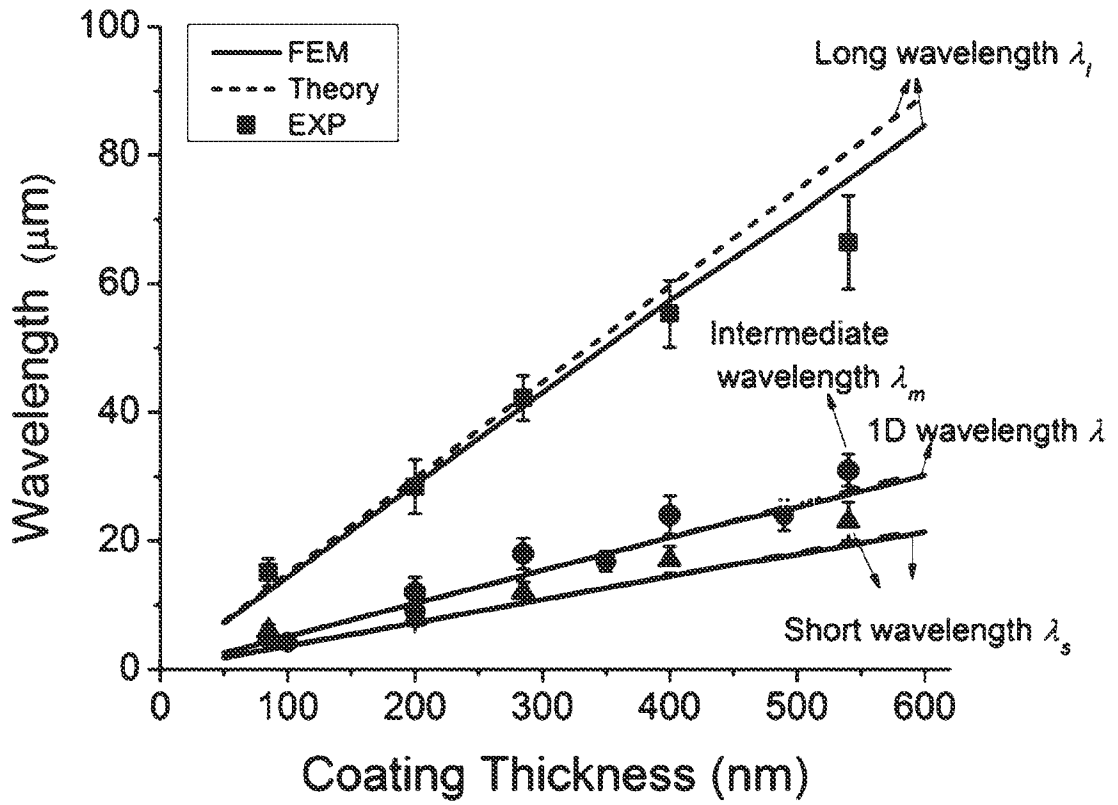 100
80
60
40
20
0
Wavelength (μm)
FEM
Theory
EXP
Long wavelength λl
Intermediate
wavelength λm
1D wavelength λ
Short wavelength λs
0 100 200 300 400 500 600
Coating Thickness (nm)